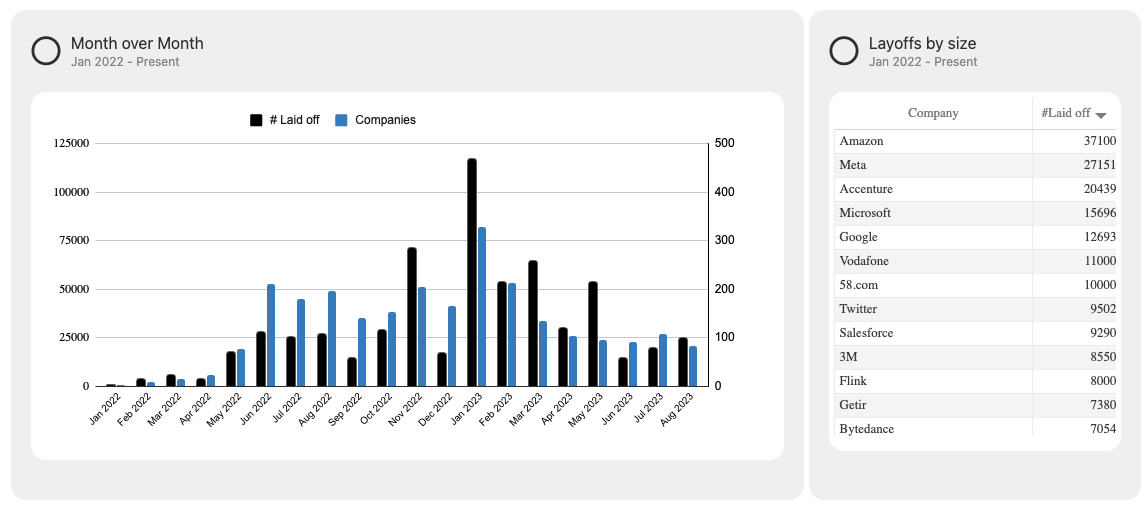 Month over Month
Jan 2022 - Present
# Laid off
Companies
125000
100000
75000
50000
25000
0
500
400
300
200
100
0
Jan 2022
Feb 2022
Mar 2022
Apr 2022
May 2022
Jun 2022
Jul 2022
Aug 2022
Sep 2022
Oct 2022
Nov 2022
Dec 2022
Jan 2023
Feb 2023
Mar 2023
Apr 2023
May 2023
Jun 2023
Jul 2023
Aug 2023
Layoffs by size
Jan 2022 - Present
Company #Laid off
Amazon 37100
Meta 27151
Accenture 20439
Microsoft 15696
Google 12693
Vodafone 11000
58.com 10000
Twitter 9502
Salesforce 9290
3M 8550
Flink 8000
Getir 7380
Bytedance 7054